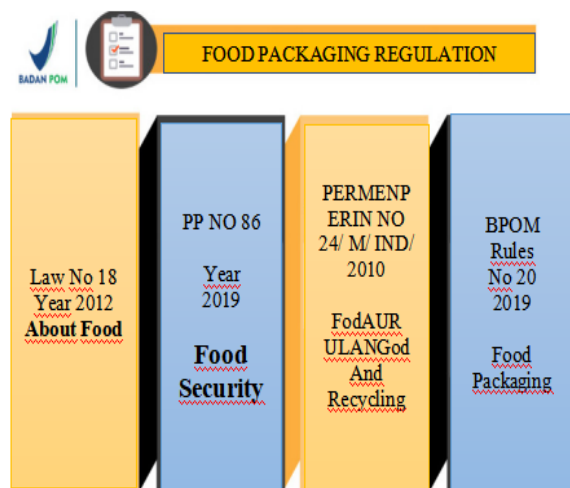 BADAN POM
FOOD PACKAGING REGULATION
Law No 18
Year 2012
About Food
PP NO 86
Year
2019
Food
Security
PERMENP
ERIN NO
24/ M/ IND/
2010
FodAUR
ULANGod
And
Recycling
BPOM
Rules
No 20
2019
Food
Packaging